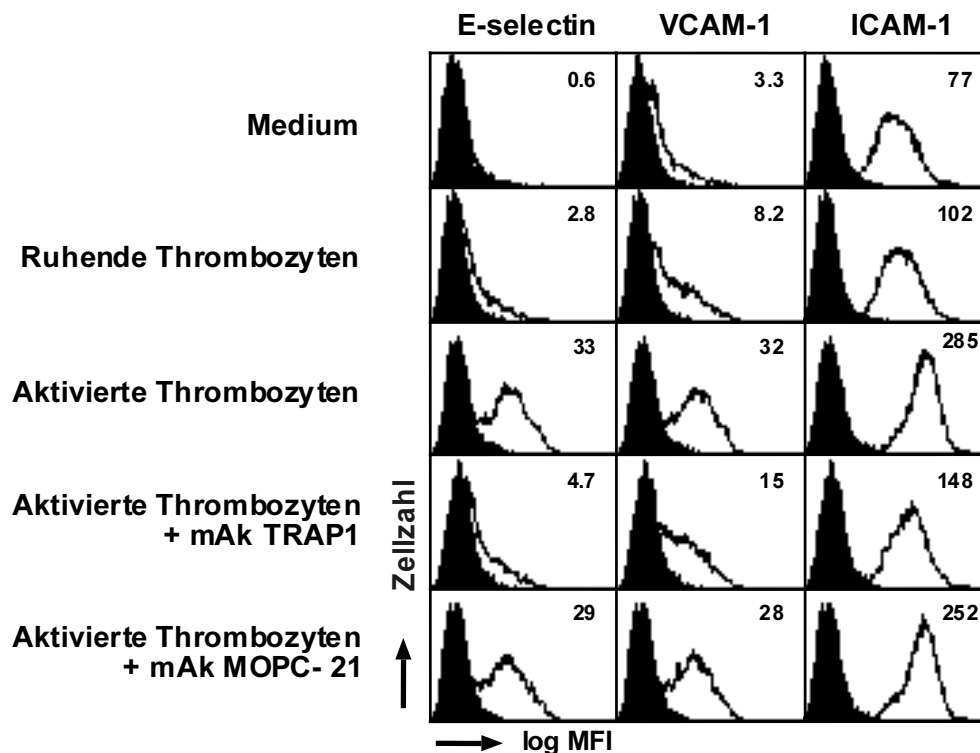 E-selectin VCAM-1 ICAM-1
Medium 0.6 3.3 77
Ruhende Thrombozyten 2.8 8.2 102
Aktivierte Thrombozyten 33 32 285
Aktivierte Thrombozyten
+ mAk TRAP1
4.7 15 148
Aktivierte Thrombozyten
+ mAk MOPC- 21
29 28 252
Zellzahl
log MFI